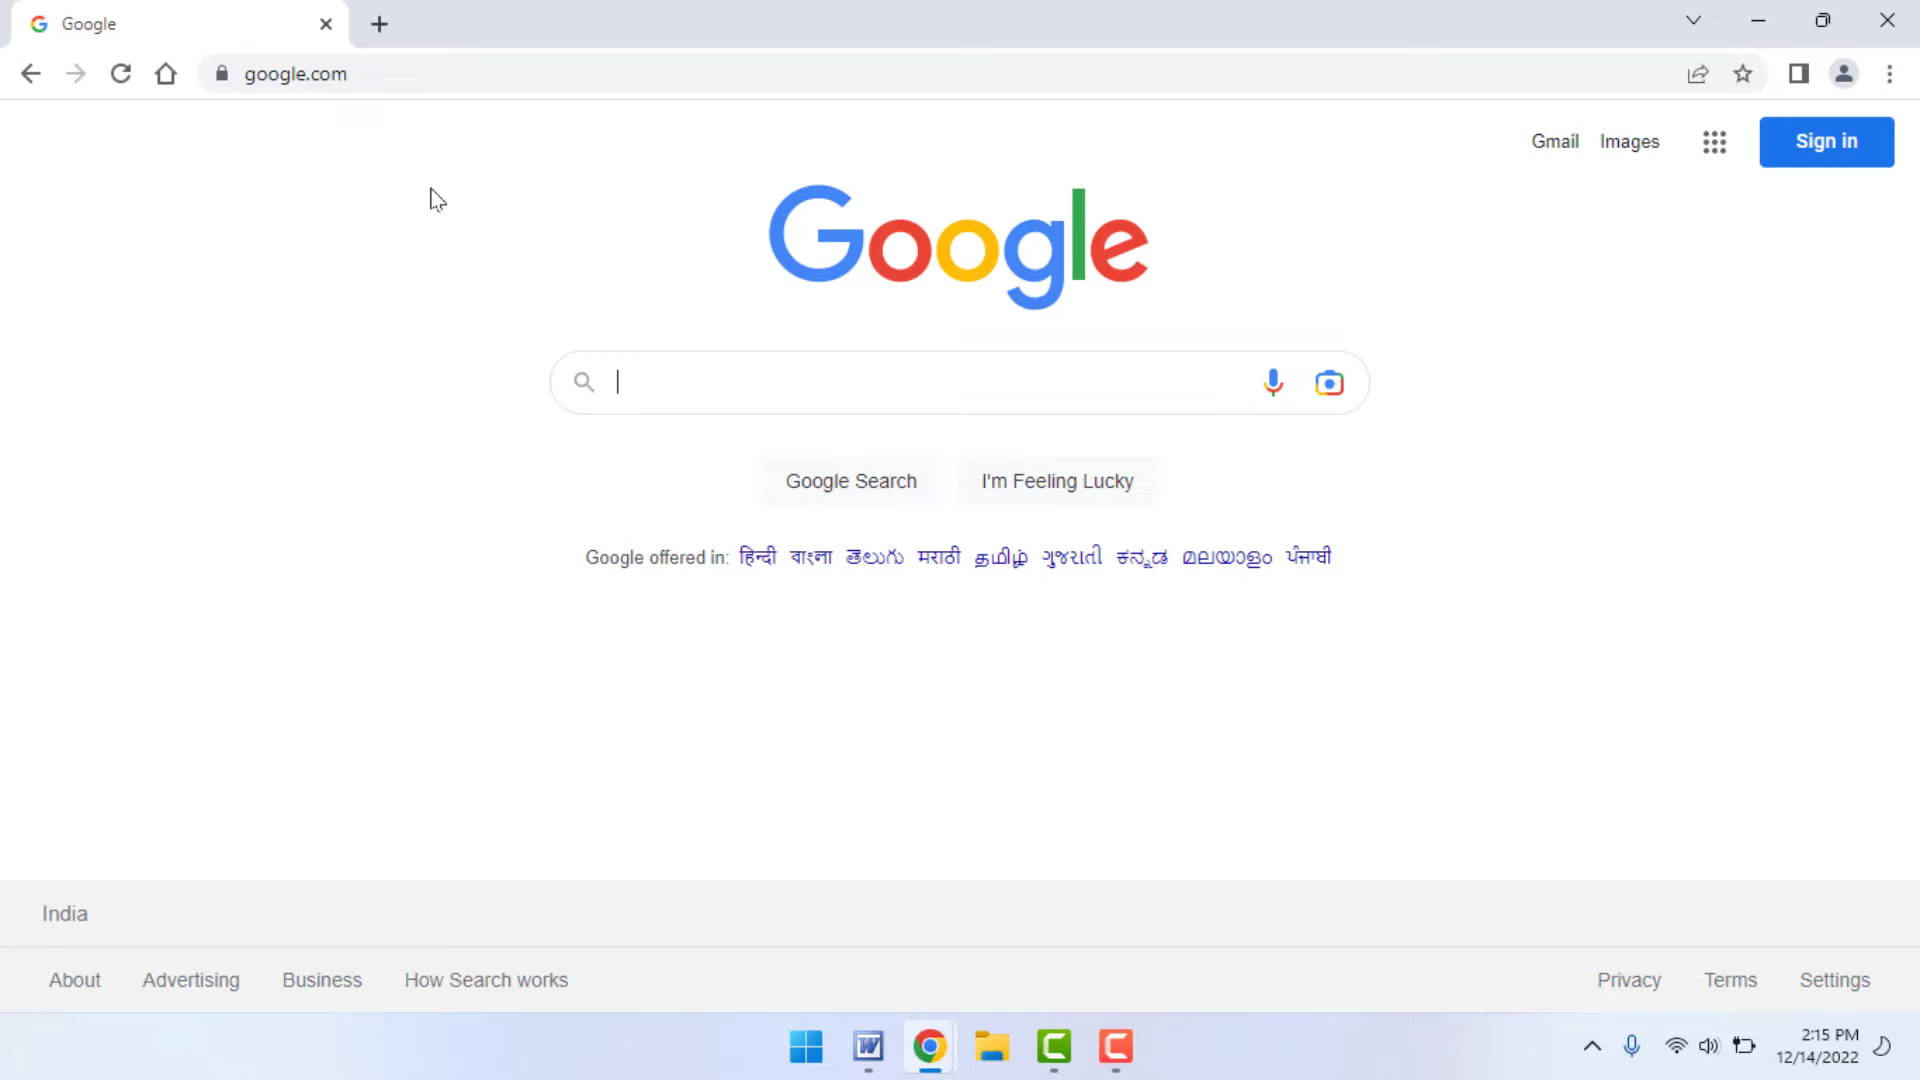 Google
google.com
Gmail Images Sign in
Google
Google Search I'm Feeling Lucky
Google offered in: हिन्दी বাংলা తెలుగు मराठी தமிழ் ગુજરાતી ಕನ್ನಡ മലയാളം ਪੰਜਾਬੀ
India
About Advertising Business How Search works Privacy Terms Settings
W C C 2:15 PM
12/14/2022